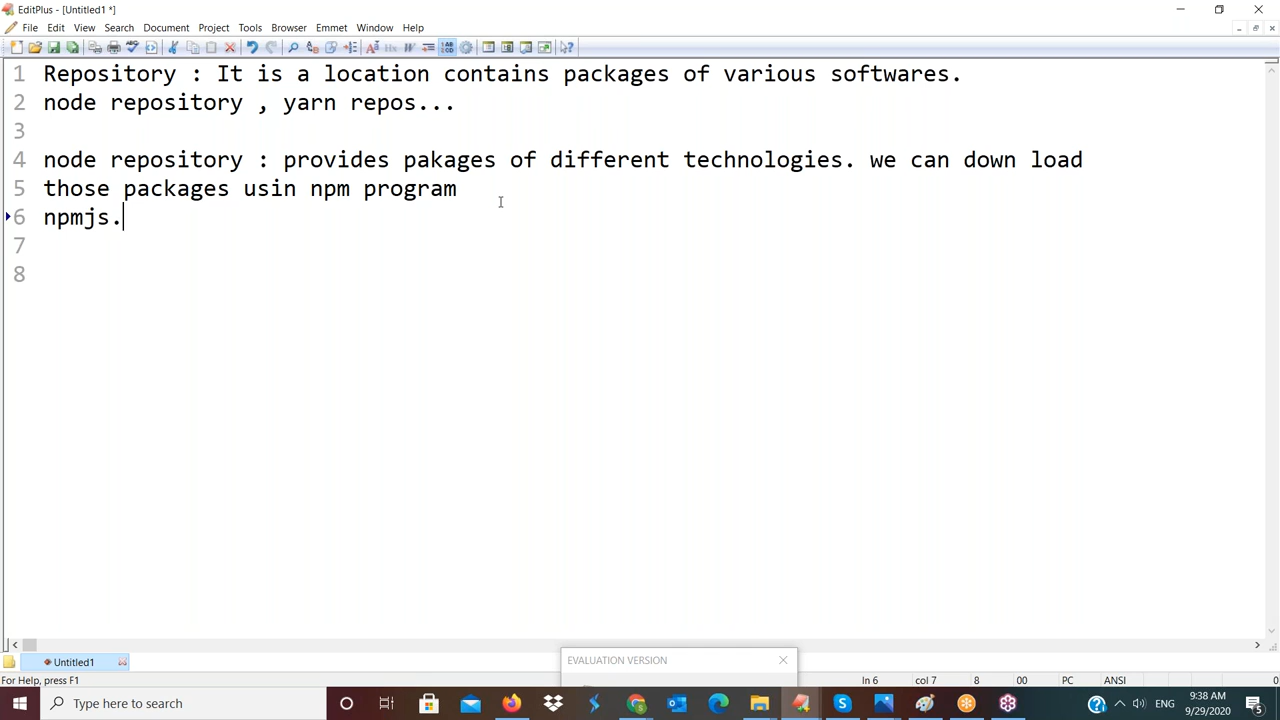 EditPlus - [Untitled1 *]
File Edit View Search Document Project Tools Browser Emmet Window Help
1 Repository : It is a location contains packages of various softwares.
2 node repository , yarn repos...
3
4 node repository : provides pakages of different technologies. we can down load
5 those packages usin npm program
6 npmjs.
7
8
Untitled1
EVALUATION VERSION
For Help, press F1 ln 6 col 7 8 00 PC ANSI 0
Type here to search
ENG
9:38 AM
9/29/2020
5